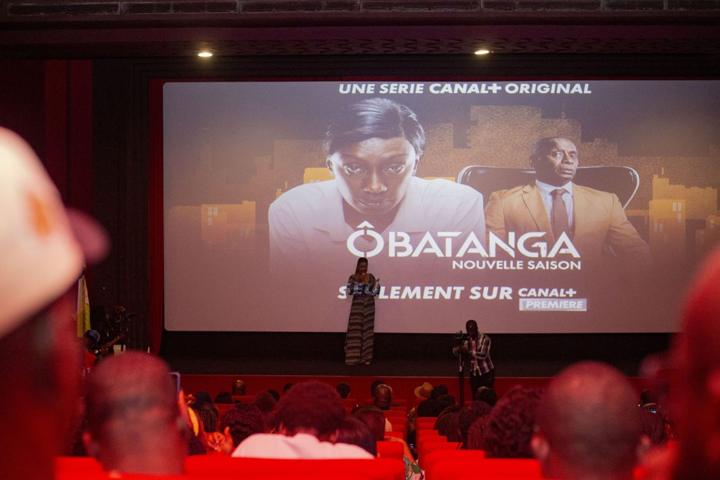 UNE SERIE CANAL+ ORIGINAL
ÔBATANGA
NOUVELLE SAISON
SEULEMENT SUR CANAL+
PREMIERE